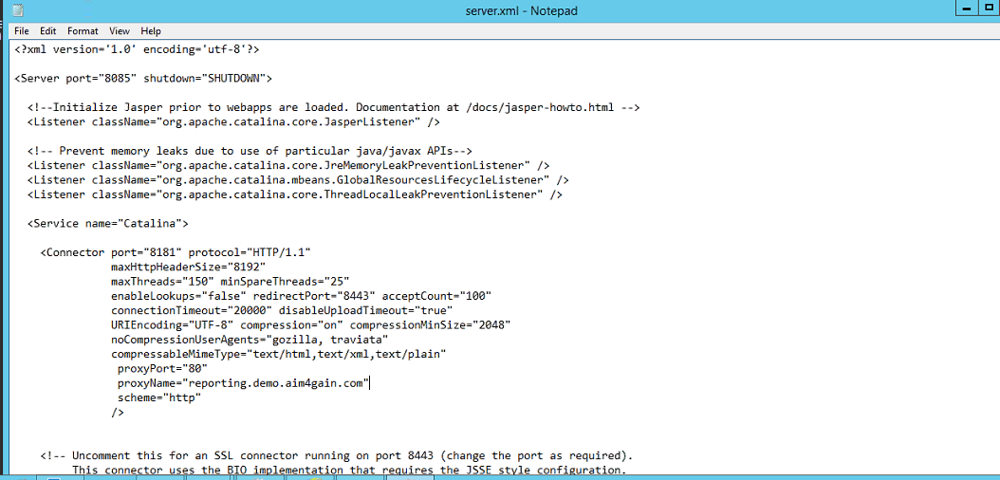 server.xml - Notepad
File Edit Format View Help
<?xml version='1.0' encoding='utf-8'?>
<Server port="8085" shutdown="SHUTDOWN">
<!--Initialize Jasper prior to webapps are loaded. Documentation at /docs/jasper-howto.html -->
<Listener className="org.apache.catalina.core.JasperListener" />
<!-- Prevent memory leaks due to use of particular java/javax APIs-->
<Listener className="org.apache.catalina.core.JreMemoryLeakPreventionListener" />
<Listener className="org.apache.catalina.mbeans.GlobalResourcesLifecycleListener" />
<Listener className="org.apache.catalina.core.ThreadLocalLeakPreventionListener" />
<Service name="Catalina">
<Connector port="8181" protocol="HTTP/1.1"
maxHttpHeaderSize="8192"
maxThreads="150" minSpareThreads="25"
enableLookups="false" redirectPort="8443" acceptCount="100"
connectionTimeout="20000" disableUploadTimeout="true"
URIEncoding="UTF-8" compression="on" compressionMinSize="2048"
noCompressionUserAgents="gozilla, traviata"
compressableMimeType="text/html,text/xml,text/plain"
proxyPort="80"
proxyName="reporting.demo.aim4gain.com"
scheme="http"
/>
<!-- Uncomment this for an SSL connector running on port 8443 (change the port as required).
This connector uses the BIO implementation that requires the JSSE style configuration.